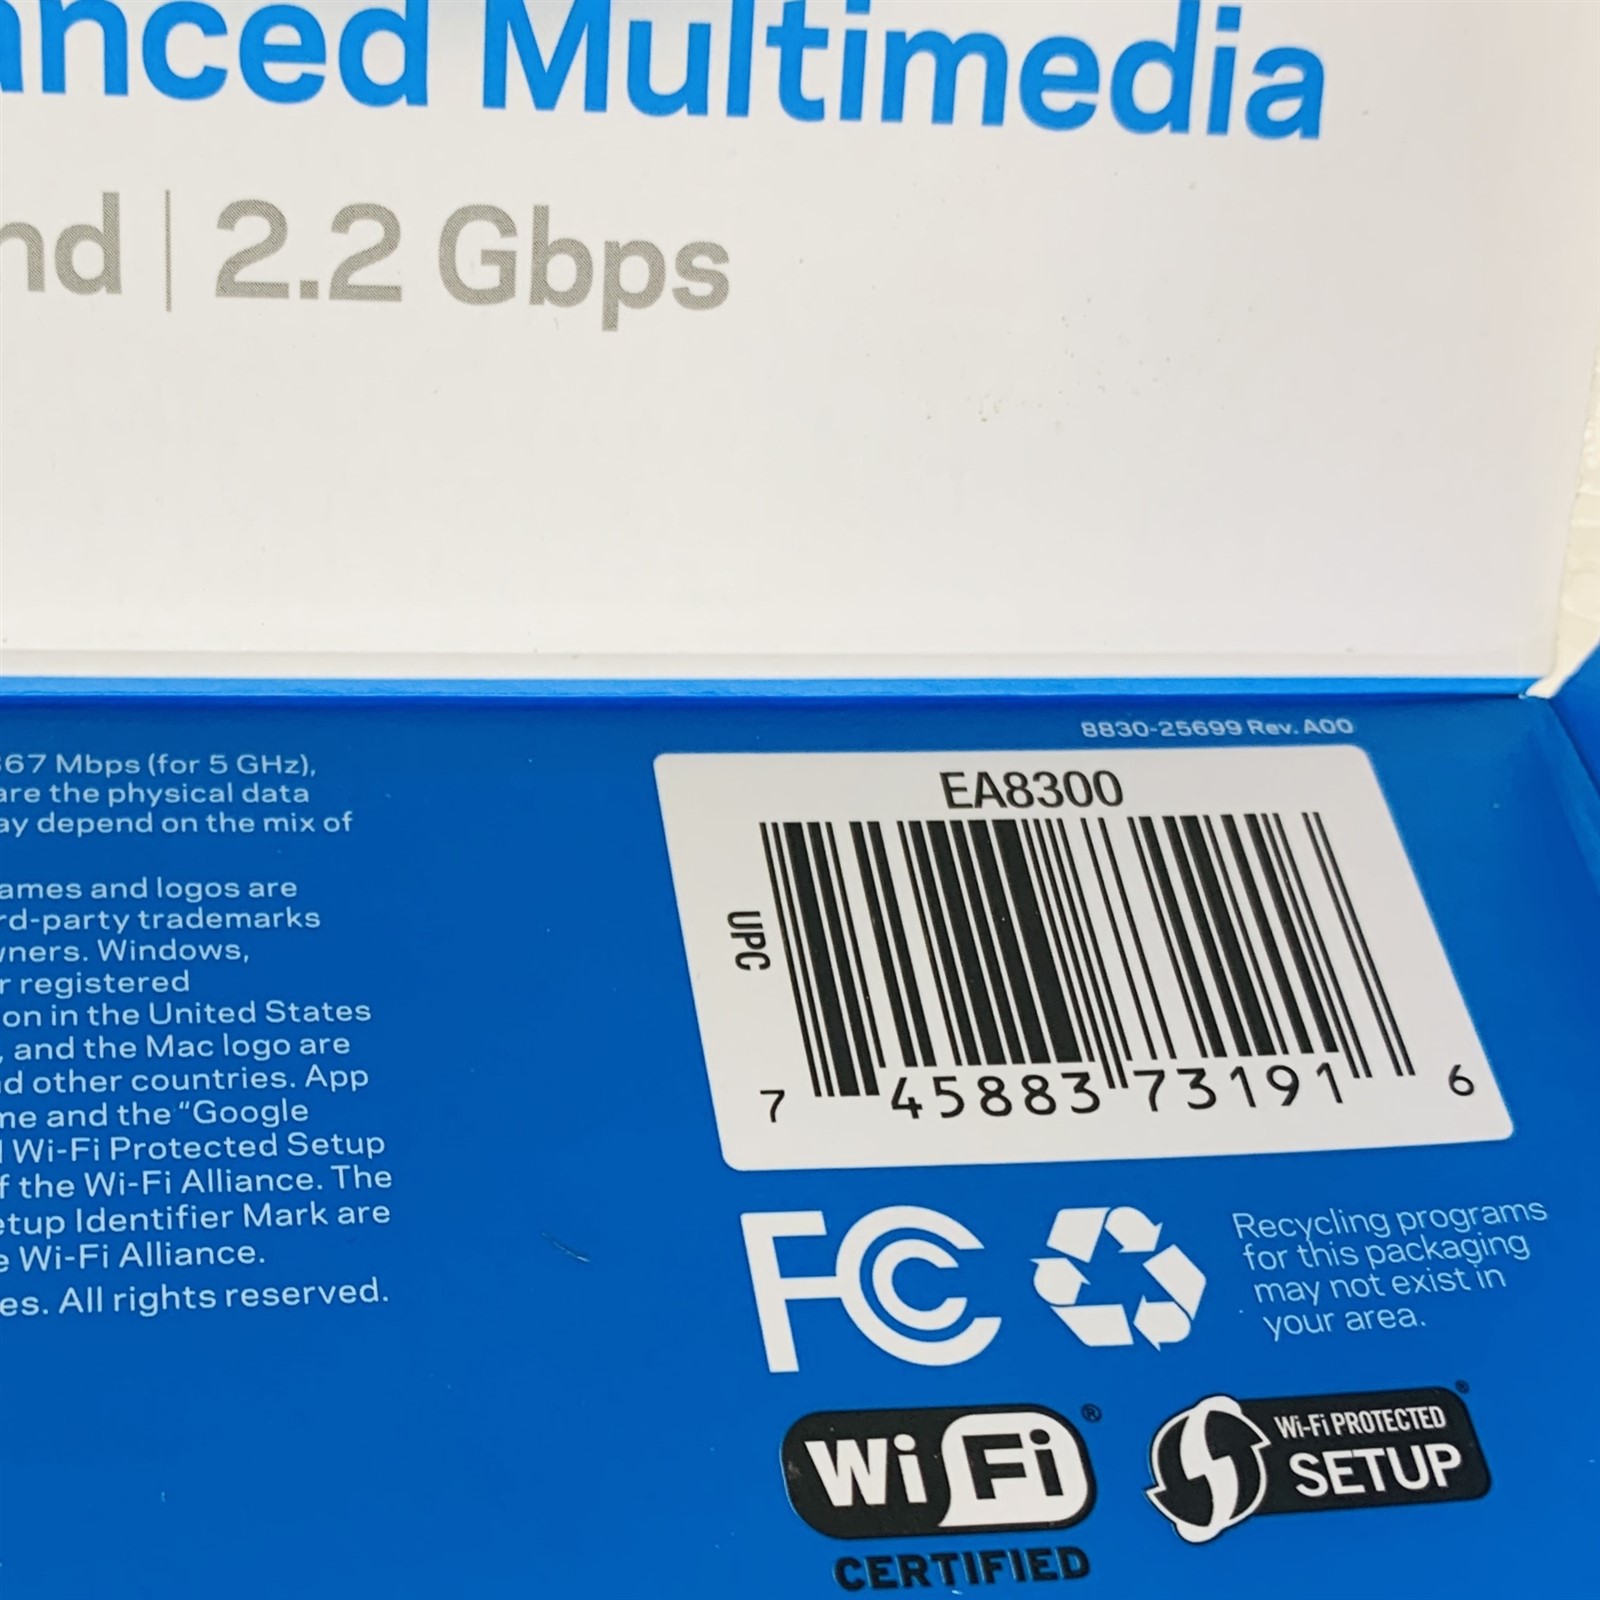 anced Multimedia
nd | 2.2 Gbps
8830-25699 Rev. A00
67 Mbps (for 5 GHz),
are the physical data
ay depend on the mix of
ames and logos are
rd-party trademarks
wners. Windows,
r registered
on in the United States
, and the Mac logo are
d other countries. App
me and the “Google
Wi-Fi Protected Setup
f the Wi-Fi Alliance. The
etup Identifier Mark are
e Wi-Fi Alliance.
es. All rights reserved.
EA8300
UPC
7 45883 73191 6
FC
Recycling programs
for this packaging
may not exist in
your area.
Wi Fi ®
CERTIFIED
Wi-Fi PROTECTED ®
SETUP